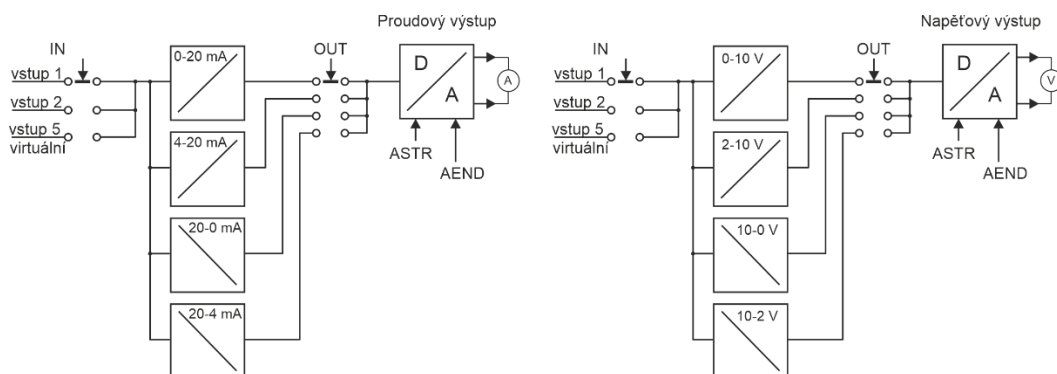 Proudový výstup
IN
0-20 mA
OUT
vstup 1
D
A
A
vstup 2
vstup 5
virtuální
4-20 mA
ASTR
AEND
20-0 mA
20-4 mA
Napěťový výstup
IN
0-10 V
OUT
vstup 1
D
A
V
vstup 2
vstup 5
virtuální
2-10 V
ASTR
AEND
10-0 V
10-2 V